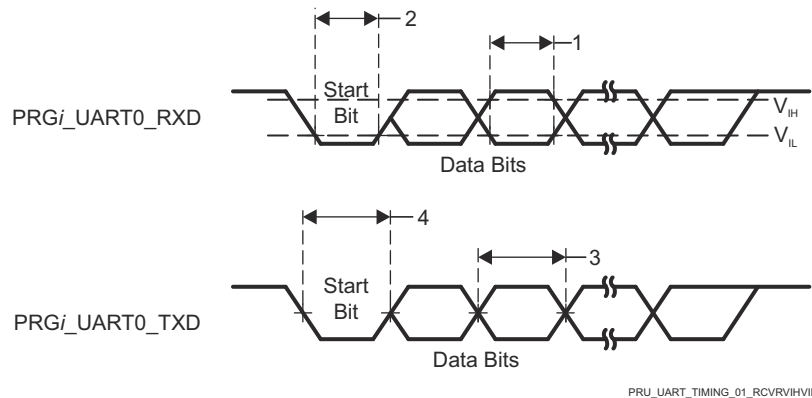 2
1
Start
Bit
PRGi_UART0_RXD
VIH
VIL
Data Bits
4
3
Start
Bit
PRGi_UART0_TXD
Data Bits
PRU_UART_TIMING_01_RCVRVIHVIL